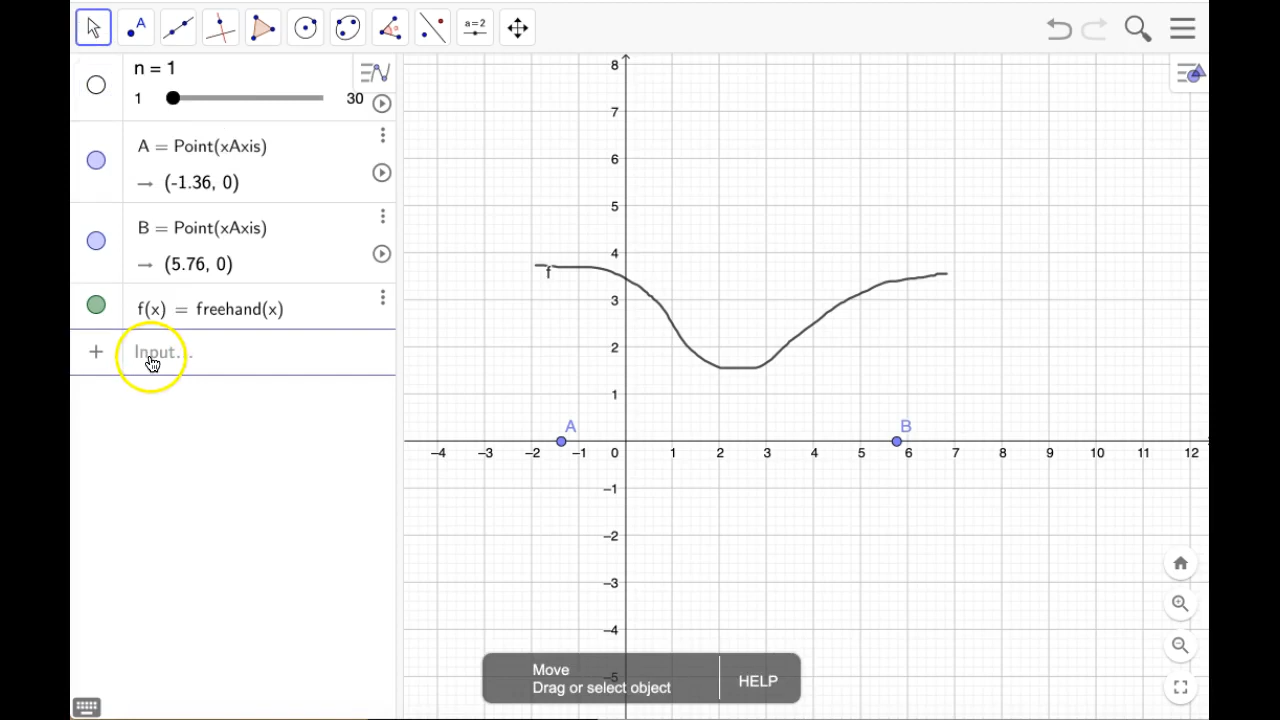 A
a=2
n = 1
1
30
A = Point(xAxis)
→ (-1.36, 0)
B = Point(xAxis)
→ (5.76, 0)
f(x) = freehand(x)
+ Input...
8
7
6
5
4
3
2
1
f
A
B
–4 –3 –2 –1 0 1 2 3 4 5 6 7 8 9 10 11 12
–1
–2
–3
–4
–5
Move
Drag or select object
HELP